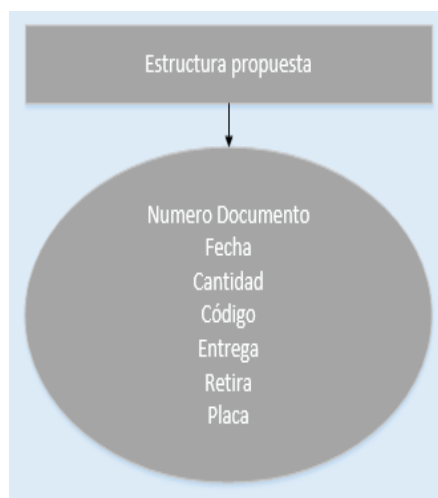 Estructura propuesta
Numero Documento
Fecha
Cantidad
Código
Entrega
Retira
Placa